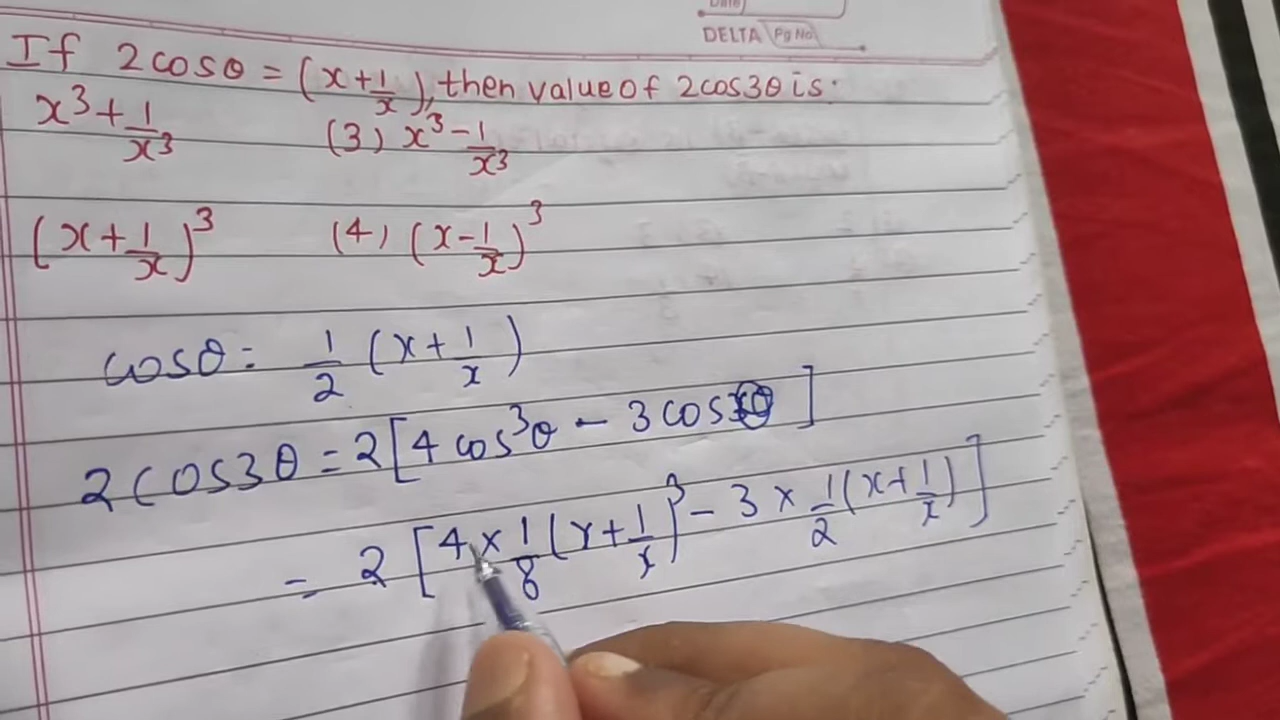 Date
DELTA Pg No
If 2cosθ = (x+1/x), then value of 2cos3θ is:
x³+1/x³ (3) x³-1/x³
(x+1/x)³ (4) (x-1/x)³
cosθ= 1/2 (x+1/x)
2cos3θ=2[4cos³θ - 3cosθ]
= 2[4×1/8(x+1/x)³-3×1/2(x+1/x)]